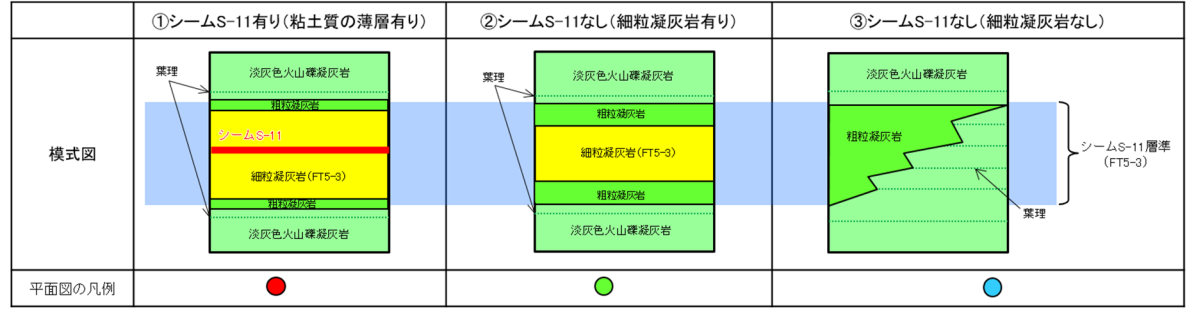 ①シームS-11有り(粘土質の薄層有り)
②シームS-11なし(細粒凝灰岩有り)
③シームS-11なし(細粒凝灰岩なし)
模式図
葉理
淡灰色火山礫凝灰岩
粗粒凝灰岩
シームS-11
細粒凝灰岩(FT5-3)
粗粒凝灰岩
淡灰色火山礫凝灰岩
葉理
淡灰色火山礫凝灰岩
粗粒凝灰岩
細粒凝灰岩(FT5-3)
粗粒凝灰岩
淡灰色火山礫凝灰岩
淡灰色火山礫凝灰岩
粗粒凝灰岩
葉理
シームS-11層準
(FT5-3)
平面図の凡例